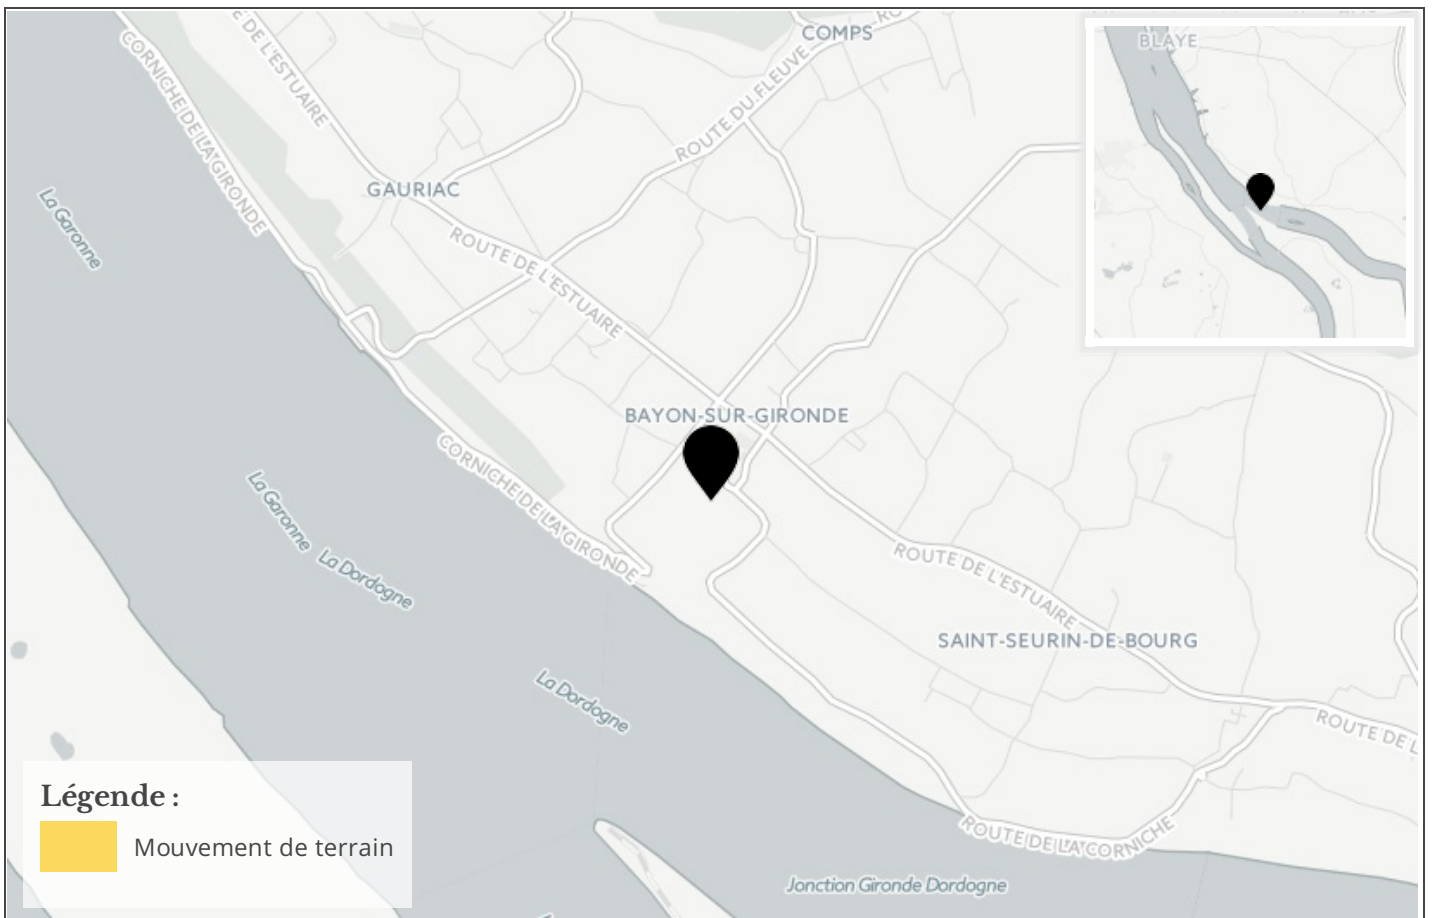 COMPS
BLAYE
CORNICHE DE LA GIRONDE
E DE L'ESTUAIRE
ROUTE DU FLEUVE
RO
GAURIAC
La Garonne
ROUTE DE L'ESTUAIRE
BAYON-SUR-GIRONDE
CORNICHE DE LA GIRONDE
La Garonne
La Dordogne
ROUTE DE L'ESTUAIRE
SAINT-SEURIN-DE-BOURG
La Dordogne
ROUTE DE L
Légende :
Mouvement de terrain
ROUTE DE LA CORNICHE
Jonction Gironde Dordogne